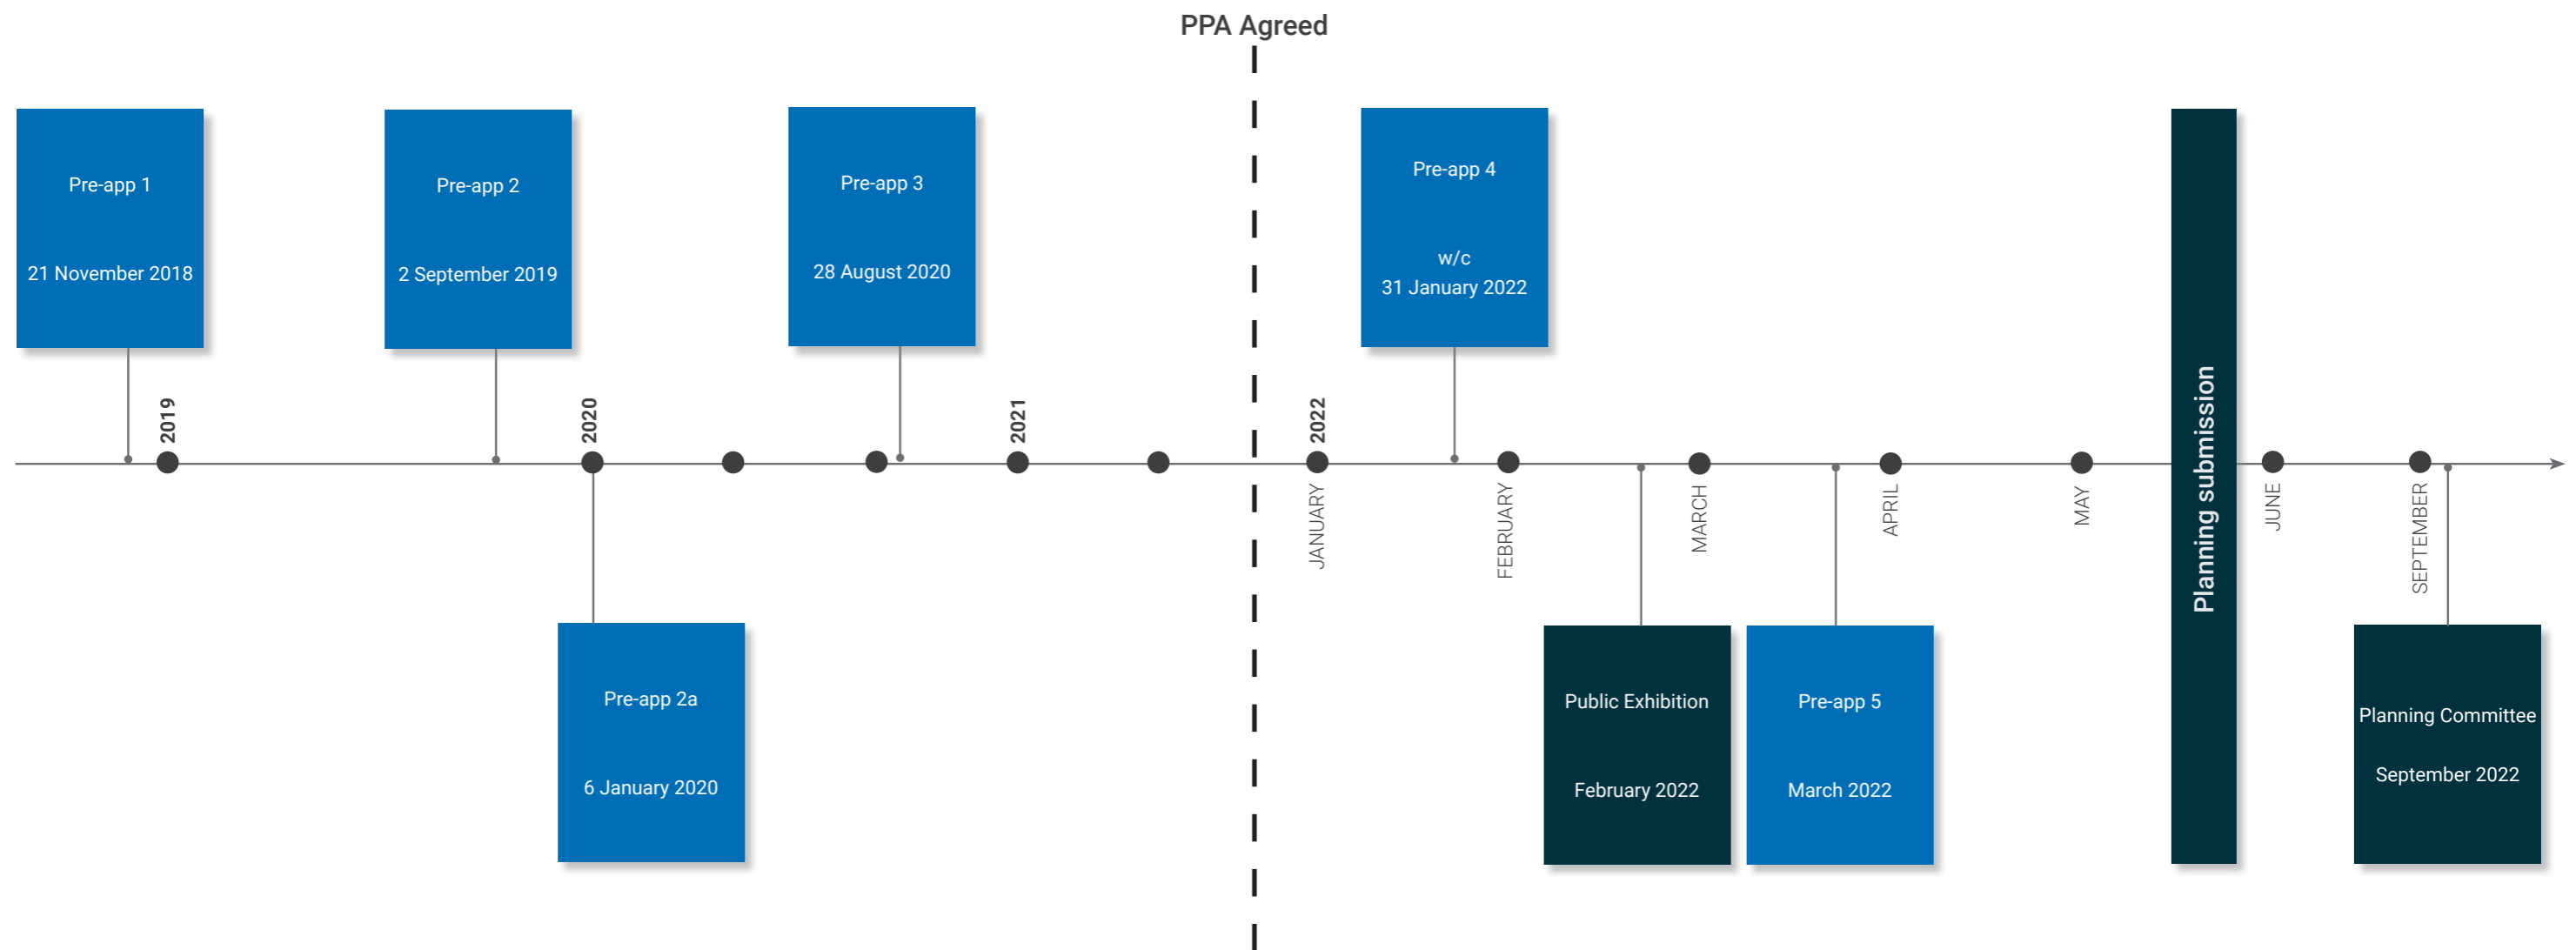 PPA Agreed
Pre-app 1
21 November 2018
Pre-app 2
2 September 2019
Pre-app 3
28 August 2020
Pre-app 4
w/c
31 January 2022
2019
2020
2021
2022
JANUARY
FEBRUARY
MARCH
APRIL
MAY
Planning submission
JUNE
SEPTEMBER
Pre-app 2a
6 January 2020
Public Exhibition
February 2022
Pre-app 5
March 2022
Planning Committee
September 2022